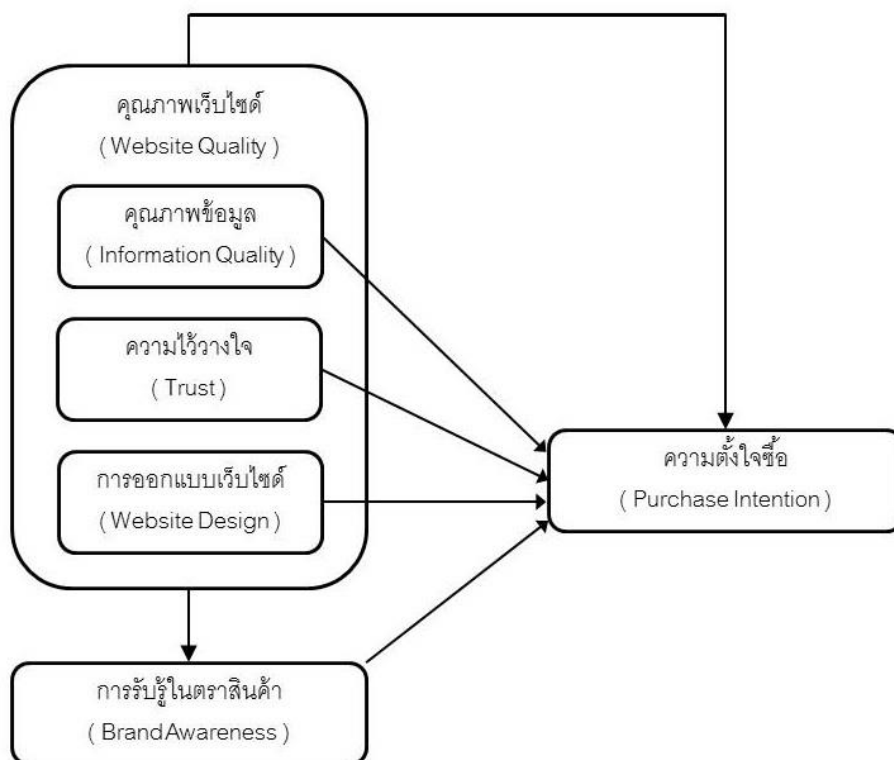 คุณภาพเว็บไซต์
( Website Quality )
คุณภาพข้อมูล
( Information Quality )
ความไว้วางใจ
( Trust )
การออกแบบเว็บไซต์
( Website Design )
ความตั้งใจซื้อ
( Purchase Intention )
การรับรู้ในตราสินค้า
( Brand Awareness )